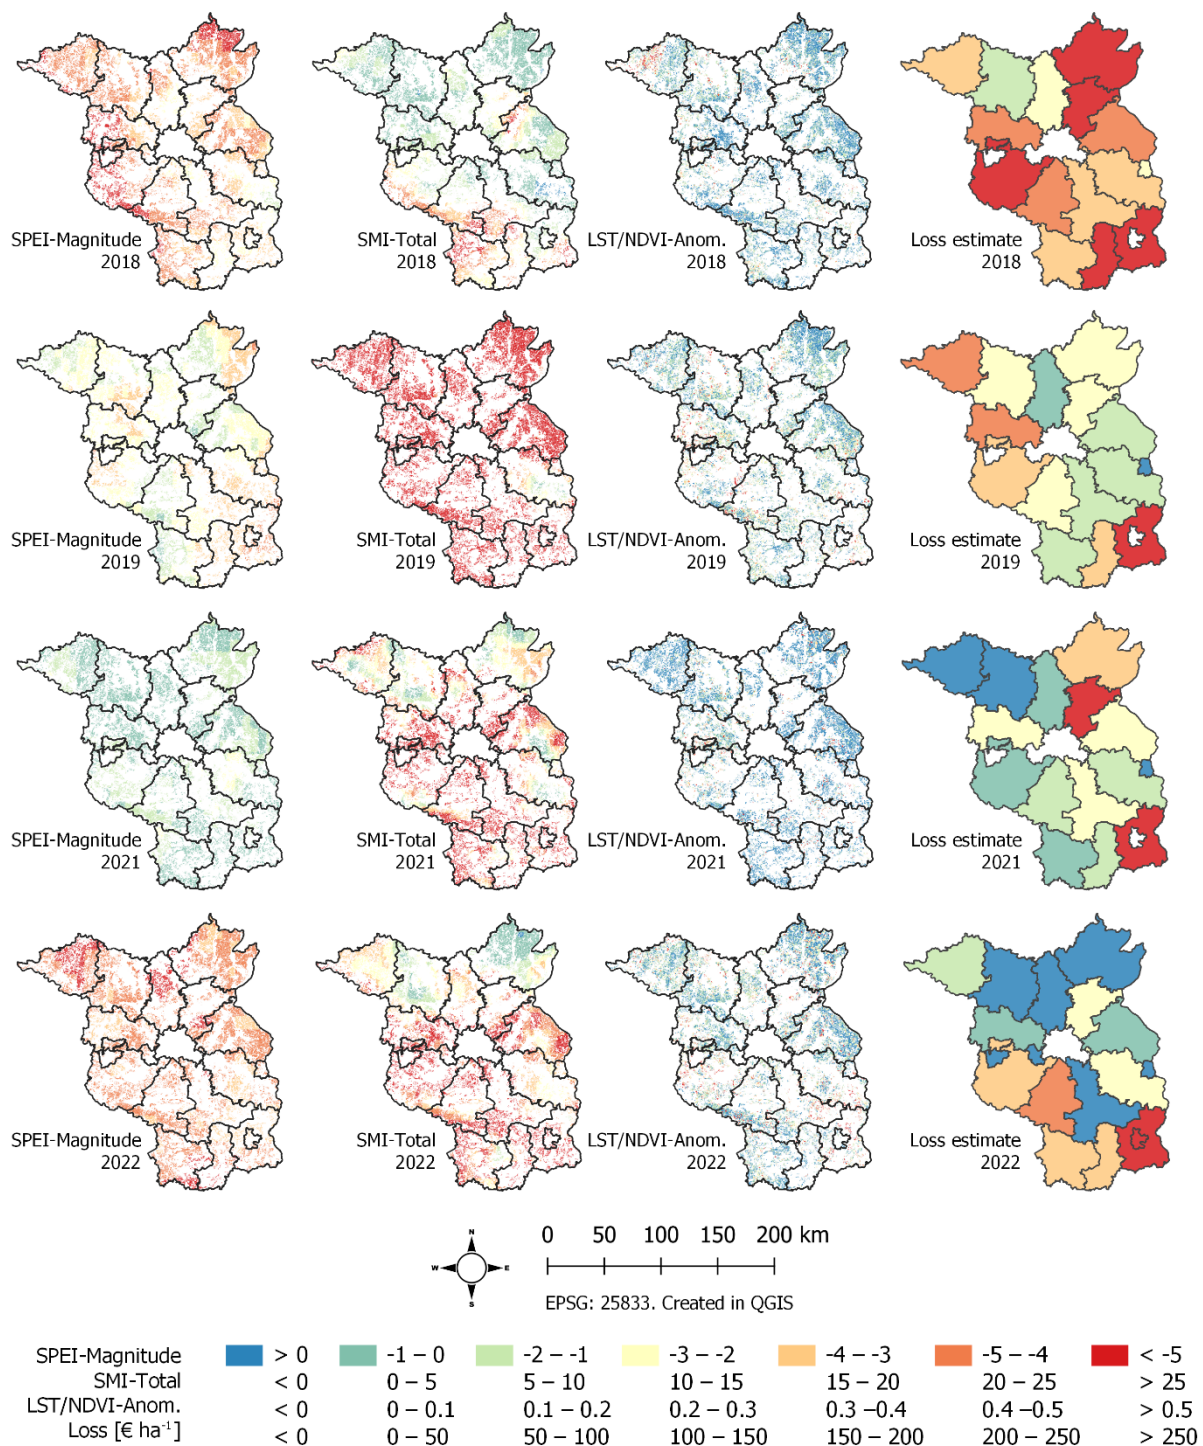 SPEI-Magnitude
2018
SMI-Total
2018
LST/NDVI-Anom.
2018
Loss estimate
2018
SPEI-Magnitude
2019
SMI-Total
2019
LST/NDVI-Anom.
2019
Loss estimate
2019
SPEI-Magnitude
2021
SMI-Total
2021
LST/NDVI-Anom.
2021
Loss estimate
2021
SPEI-Magnitude
2022
SMI-Total
2022
LST/NDVI-Anom.
2022
Loss estimate
2022
N
W E
S
0 50 100 150 200 km
EPSG: 25833. Created in QGIS
SPEI-Magnitude > 0 -1 – 0 -2 – -1 -3 – -2 -4 – -3 -5 – -4 < -5
SMI-Total < 0 0 – 5 5 – 10 10 – 15 15 – 20 20 – 25 > 25
LST/NDVI-Anom. < 0 0 – 0.1 0.1 – 0.2 0.2 – 0.3 0.3 –0.4 0.4 –0.5 > 0.5
Loss [€ ha⁻¹] < 0 0 – 50 50 – 100 100 – 150 150 – 200 200 – 250 > 250